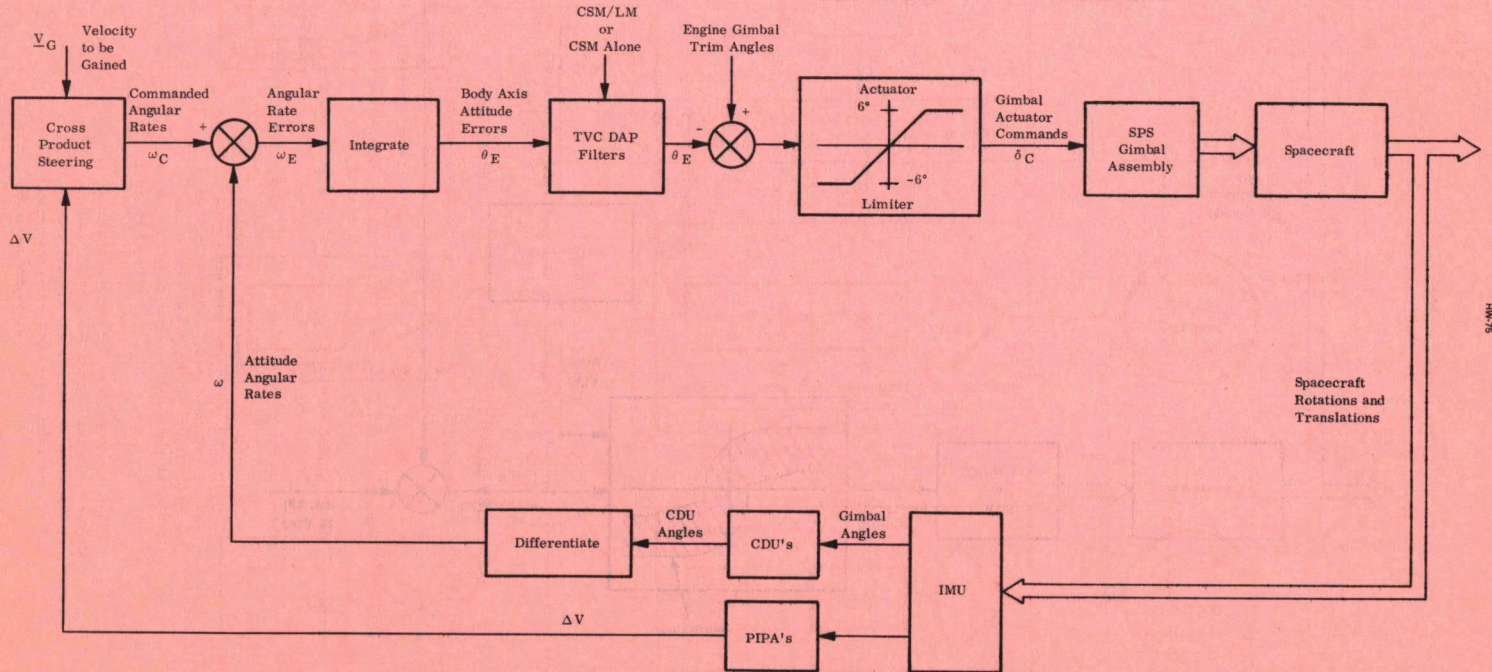 CSM/LM
or
CSM Alone
V G
Velocity
to be
Gained
Engine Gimbal
Trim Angles
Cross
Product
Steering
Commanded
Angular
Rates
ω C
+
Angular
Rate
Errors
ω E
Integrate
Body Axis
Attitude
Errors
θ E
TVC DAP
Filters
-
θ E
+
Actuator
6°
-6°
Limiter
Gimbal
Actuator
Commands
δ C
SPS
Gimbal
Assembly
Spacecraft
ΔV
HW-75
ω
Attitude
Angular
Rates
Spacecraft
Rotations and
Translations
Differentiate
CDU
Angles
CDU's
Gimbal
Angles
IMU
ΔV
PIPA's